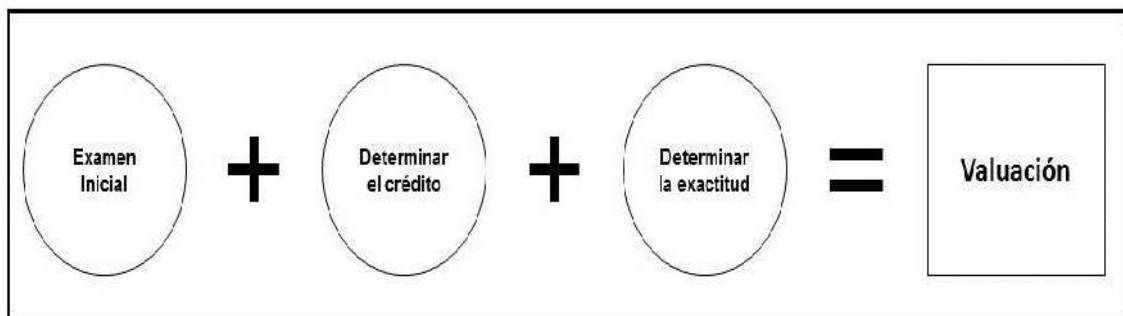 Examen
Inicial
+
Determinar
el crédito
+
Determinar
la exactitud
=
Valuación